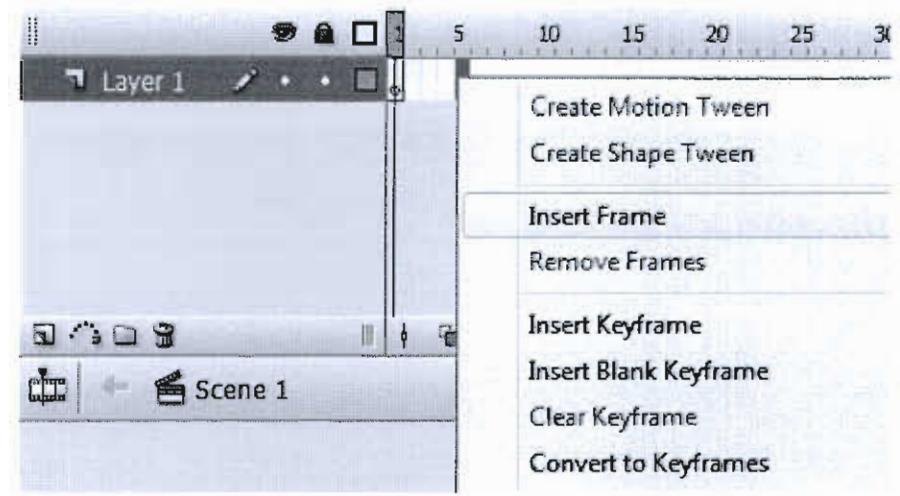 1 5 10 15 20 25 30
Layer 1
Create Motion Tween
Create Shape Tween
Insert Frame
Remove Frames
Insert Keyframe
Insert Blank Keyframe
Clear Keyframe
Convert to Keyframes
Scene 1